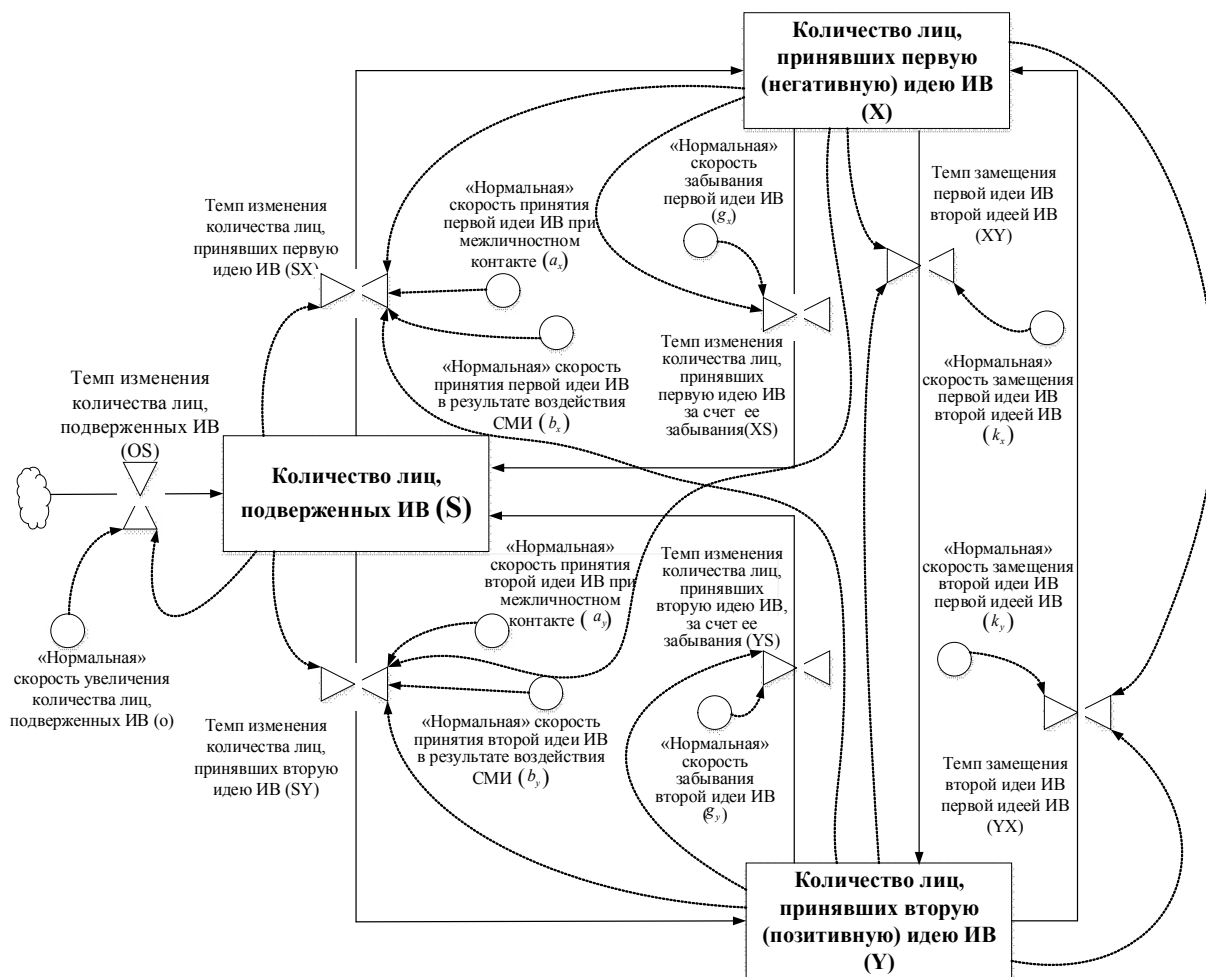 Количество лиц,
принявших первую
(негативную) идею ИВ
(X)
«Нормальная»
скорость
забывания
первой идеи ИВ
(gₓ)
Темп замещения
первой идеи ИВ
второй идеей ИВ
(XY)
«Нормальная»
скорость принятия
первой идеи ИВ при
межличностном
контакте (aₓ)
Темп изменения
количества лиц,
принявших первую
идею ИВ (SX)
«Нормальная» скорость
принятия первой идеи ИВ
в результате воздействия
СМИ (bₓ)
Темп изменения
количества лиц,
принявших
первую идею ИВ
за счет ее
забывания(XS)
«Нормальная»
скорость замещения
первой идеи ИВ
второй идеей ИВ
(kₓ)
Темп изменения
количества лиц,
подверженных ИВ
(OS)
Количество лиц,
подверженных ИВ (S)
«Нормальная»
скорость принятия
второй идеи ИВ при
межличностном
контакте (a_y)
Темп изменения
количества лиц,
принявших
вторую идею ИВ,
за счет ее
забывания (YS)
«Нормальная»
скорость замещения
второй идеи ИВ
первой идеей ИВ
(k_y)
«Нормальная»
скорость увеличения
количества лиц,
подверженных ИВ (о)
Темп изменения
количества лиц,
принявших вторую
идею ИВ (SY)
«Нормальная» скорость
принятия второй идеи ИВ
в результате воздействия
СМИ (b_y)
«Нормальная»
скорость
забывания
второй идеи ИВ
(g_y)
Темп замещения
второй идеи ИВ
первой идеей ИВ
(YX)
Количество лиц,
принявших вторую
(позитивную) идею ИВ
(Y)